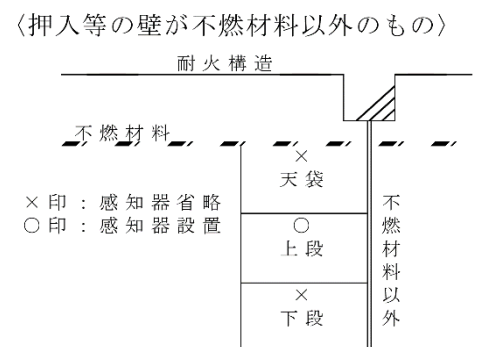 〈押入等の壁が不燃材料以外のもの〉
耐火構造
不燃材料
×
天袋
×印：感知器省略
○印：感知器設置
○
上段
×
下段
不燃材料以外